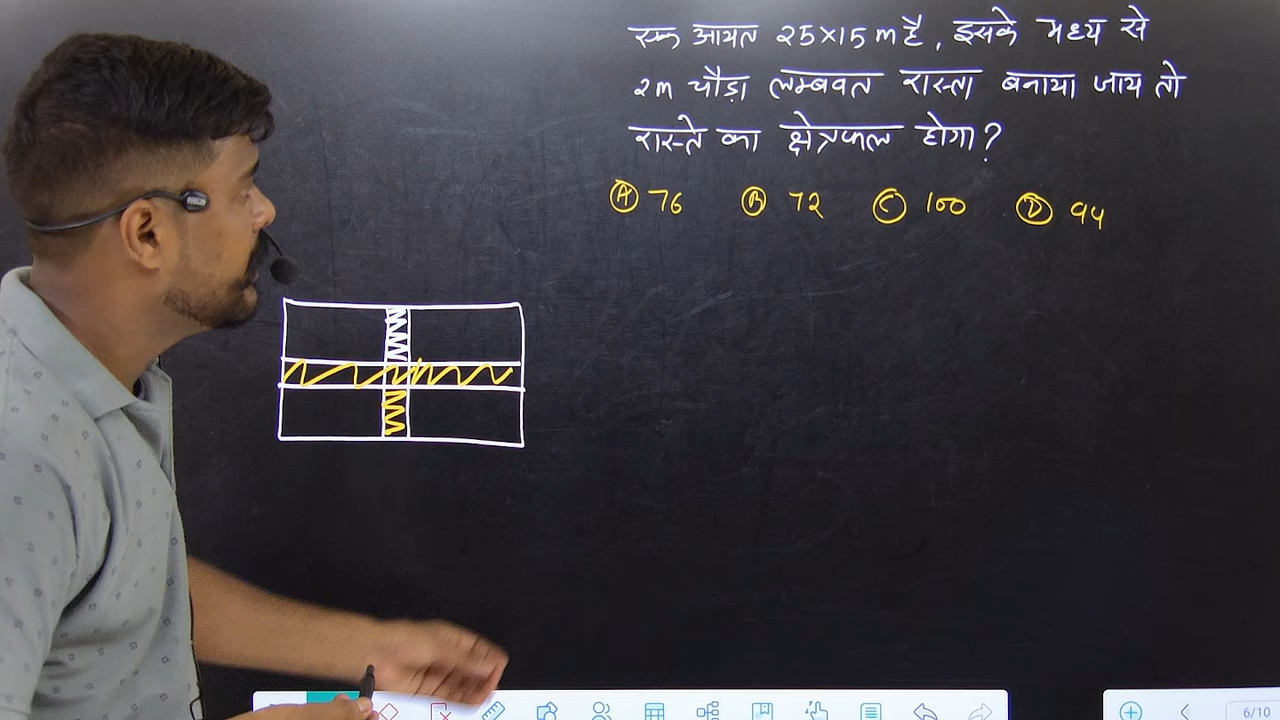 एक आयत 25×15 m है, इसके मध्य से
2m चौड़ा लम्बवत रास्ता बनाया जाय तो
रास्ते का क्षेत्रफल होगा?
Ⓐ 76 Ⓑ 72 Ⓒ 100 Ⓓ 94
6/10